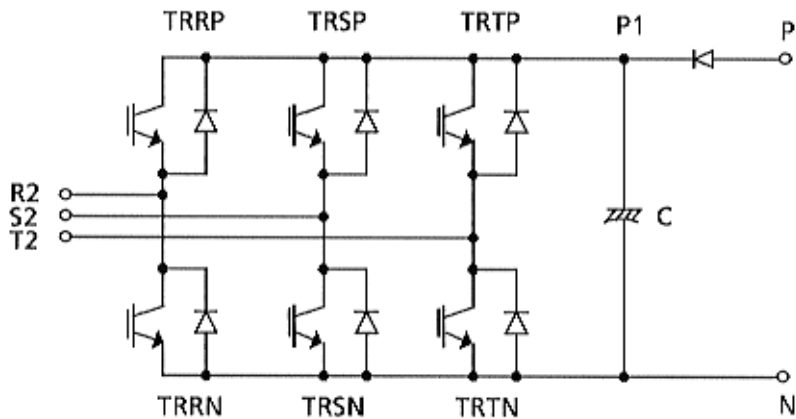 TRRP TRSP TRTP P1 P
R2
S2
T2
C
TRRN TRSN TRTN N